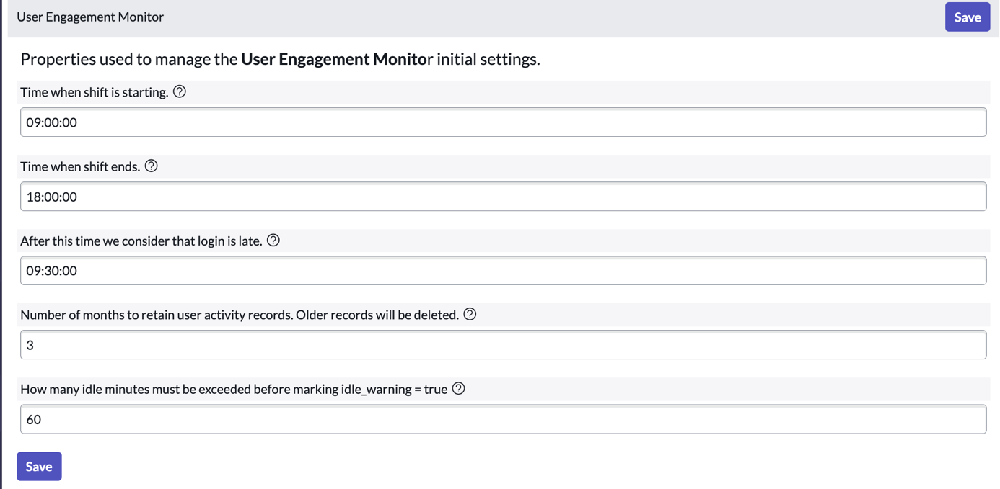 User Engagement Monitor
Save
Properties used to manage the User Engagement Monitor initial settings.
Time when shift is starting. ?
09:00:00
Time when shift ends. ?
18:00:00
After this time we consider that login is late. ?
09:30:00
Number of months to retain user activity records. Older records will be deleted. ?
3
How many idle minutes must be exceeded before marking idle_warning = true ?
60
Save